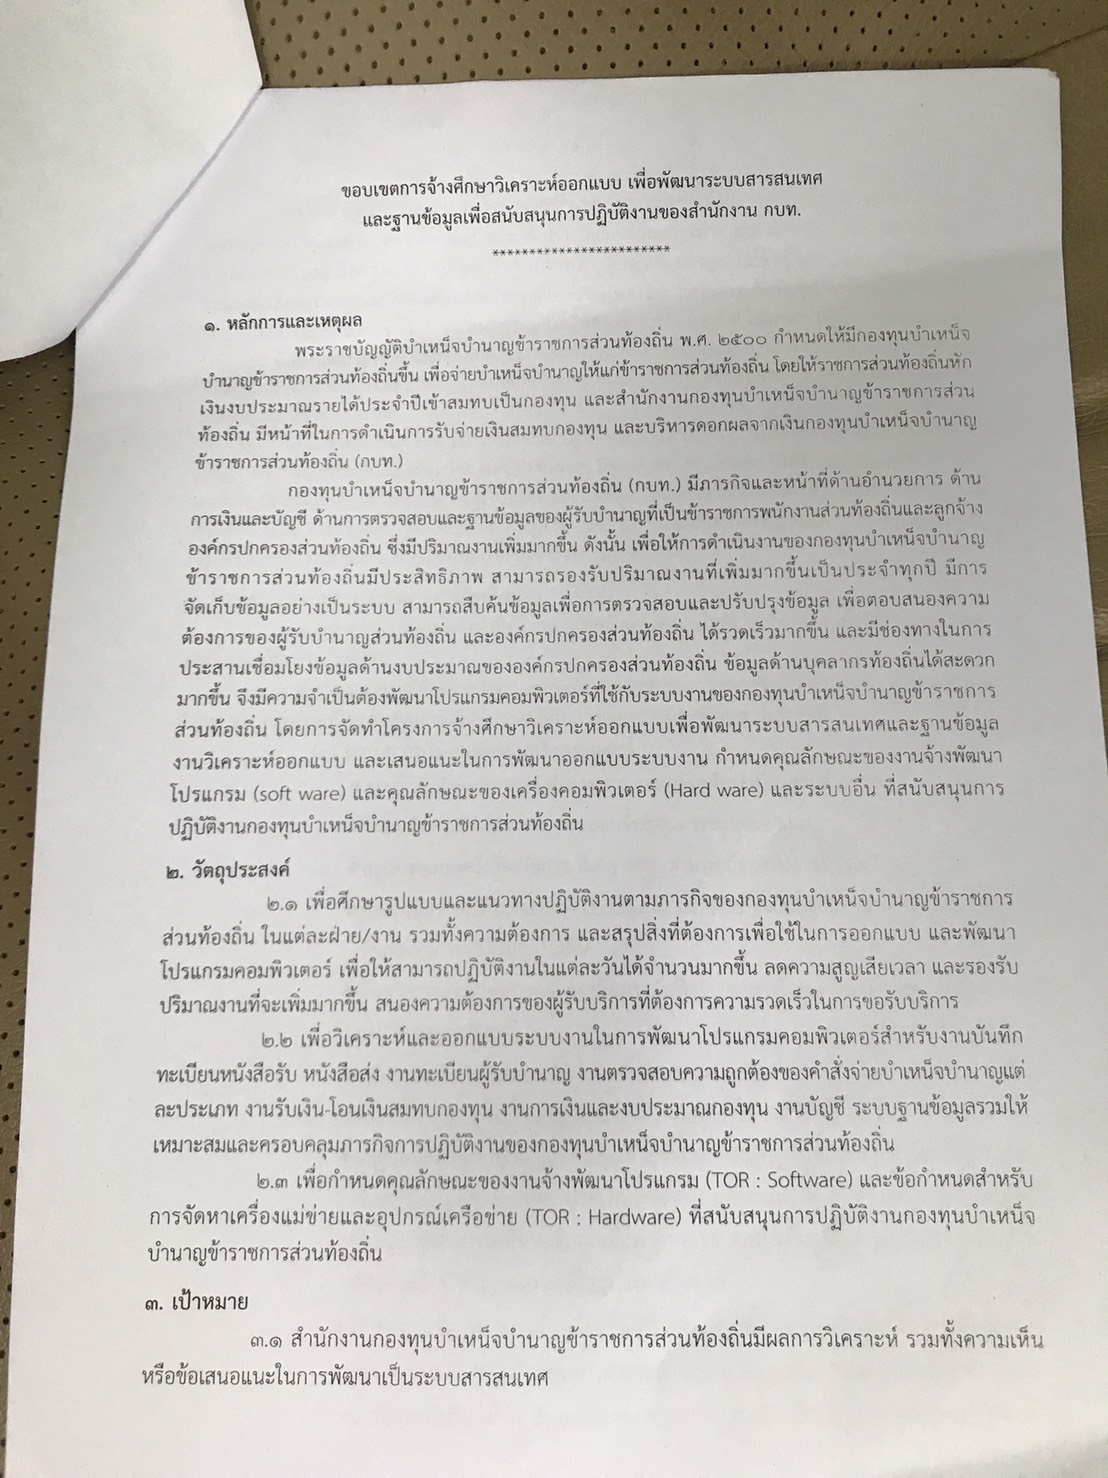 ขอบเขตการจ้างศึกษาวิเคราะห์ออกแบบ เพื่อพัฒนาระบบสารสนเทศ
และฐานข้อมูลเพื่อสนับสนุนการปฏิบัติงานของสำนักงาน กบท.
************************
๑. หลักการและเหตุผล
พระราชบัญญัติบำเหน็จบำนาญข้าราชการส่วนท้องถิ่น พ.ศ. ๒๕๐๐ กำหนดให้มีกองทุนบำเหน็จ
บำนาญข้าราชการส่วนท้องถิ่นขึ้น เพื่อจ่ายบำเหน็จบำนาญให้แก่ข้าราชการส่วนท้องถิ่น โดยให้ราชการส่วนท้องถิ่นหัก
เงินงบประมาณรายได้ประจำปีเข้าสมทบเป็นกองทุน และสำนักงานกองทุนบำเหน็จบำนาญข้าราชการส่วน
ท้องถิ่น มีหน้าที่ในการดำเนินการรับจ่ายเงินสมทบกองทุน และบริหารดอกผลจากเงินกองทุนบำเหน็จบำนาญ
ข้าราชการส่วนท้องถิ่น (กบท.)
กองทุนบำเหน็จบำนาญข้าราชการส่วนท้องถิ่น (กบท.) มีภารกิจและหน้าที่ด้านอำนวยการ ด้าน
การเงินและบัญชี ด้านการตรวจสอบและฐานข้อมูลของผู้รับบำนาญที่เป็นข้าราชการพนักงานส่วนท้องถิ่นและลูกจ้าง
องค์กรปกครองส่วนท้องถิ่น ซึ่งมีปริมาณงานเพิ่มมากขึ้น ดังนั้น เพื่อให้การดำเนินงานของกองทุนบำเหน็จบำนาญ
ข้าราชการส่วนท้องถิ่นมีประสิทธิภาพ สามารถรองรับปริมาณงานที่เพิ่มมากขึ้นเป็นประจำทุกปี มีการ
จัดเก็บข้อมูลอย่างเป็นระบบ สามารถสืบค้นข้อมูลเพื่อการตรวจสอบและปรับปรุงข้อมูล เพื่อตอบสนองความ
ต้องการของผู้รับบำนาญส่วนท้องถิ่น และองค์กรปกครองส่วนท้องถิ่น ได้รวดเร็วมากขึ้น และมีช่องทางในการ
ประสานเชื่อมโยงข้อมูลด้านงบประมาณขององค์กรปกครองส่วนท้องถิ่น ข้อมูลด้านบุคลากรท้องถิ่นได้สะดวก
มากขึ้น จึงมีความจำเป็นต้องพัฒนาโปรแกรมคอมพิวเตอร์ที่ใช้กับระบบงานของกองทุนบำเหน็จบำนาญข้าราชการ
ส่วนท้องถิ่น โดยการจัดทำโครงการจ้างศึกษาวิเคราะห์ออกแบบเพื่อพัฒนาระบบสารสนเทศและฐานข้อมูล
งานวิเคราะห์ออกแบบ และเสนอแนะในการพัฒนาออกแบบระบบงาน กำหนดคุณลักษณะของงานจ้างพัฒนา
โปรแกรม (soft ware) และคุณลักษณะของเครื่องคอมพิวเตอร์ (Hard ware) และระบบอื่น ที่สนับสนุนการ
ปฏิบัติงานกองทุนบำเหน็จบำนาญข้าราชการส่วนท้องถิ่น
๒. วัตถุประสงค์
๒.๑ เพื่อศึกษารูปแบบและแนวทางปฏิบัติงานตามภารกิจของกองทุนบำเหน็จบำนาญข้าราชการ
ส่วนท้องถิ่น ในแต่ละฝ่าย/งาน รวมทั้งความต้องการ และสรุปสิ่งที่ต้องการเพื่อใช้ในการออกแบบ และพัฒนา
โปรแกรมคอมพิวเตอร์ เพื่อให้สามารถปฏิบัติงานในแต่ละวันได้จำนวนมากขึ้น ลดความสูญเสียเวลา และรองรับ
ปริมาณงานที่จะเพิ่มมากขึ้น สนองความต้องการของผู้รับบริการที่ต้องการความรวดเร็วในการขอรับบริการ
๒.๒ เพื่อวิเคราะห์และออกแบบระบบงานในการพัฒนาโปรแกรมคอมพิวเตอร์สำหรับงานบันทึก
ทะเบียนหนังสือรับ หนังสือส่ง งานทะเบียนผู้รับบำนาญ งานตรวจสอบความถูกต้องของคำสั่งจ่ายบำเหน็จบำนาญแต่
ละประเภท งานรับเงิน-โอนเงินสมทบกองทุน งานการเงินและงบประมาณกองทุน งานบัญชี ระบบฐานข้อมูลรวมให้
เหมาะสมและครอบคลุมภารกิจการปฏิบัติงานของกองทุนบำเหน็จบำนาญข้าราชการส่วนท้องถิ่น
๒.๓ เพื่อกำหนดคุณลักษณะของงานจ้างพัฒนาโปรแกรม (TOR : Software) และข้อกำหนดสำหรับ
การจัดหาเครื่องแม่ข่ายและอุปกรณ์เครือข่าย (TOR : Hardware) ที่สนับสนุนการปฏิบัติงานกองทุนบำเหน็จ
บำนาญข้าราชการส่วนท้องถิ่น
๓. เป้าหมาย
๓.๑ สำนักงานกองทุนบำเหน็จบำนาญข้าราชการส่วนท้องถิ่นมีผลการวิเคราะห์ รวมทั้งความเห็น
หรือข้อเสนอแนะในการพัฒนาเป็นระบบสารสนเทศ